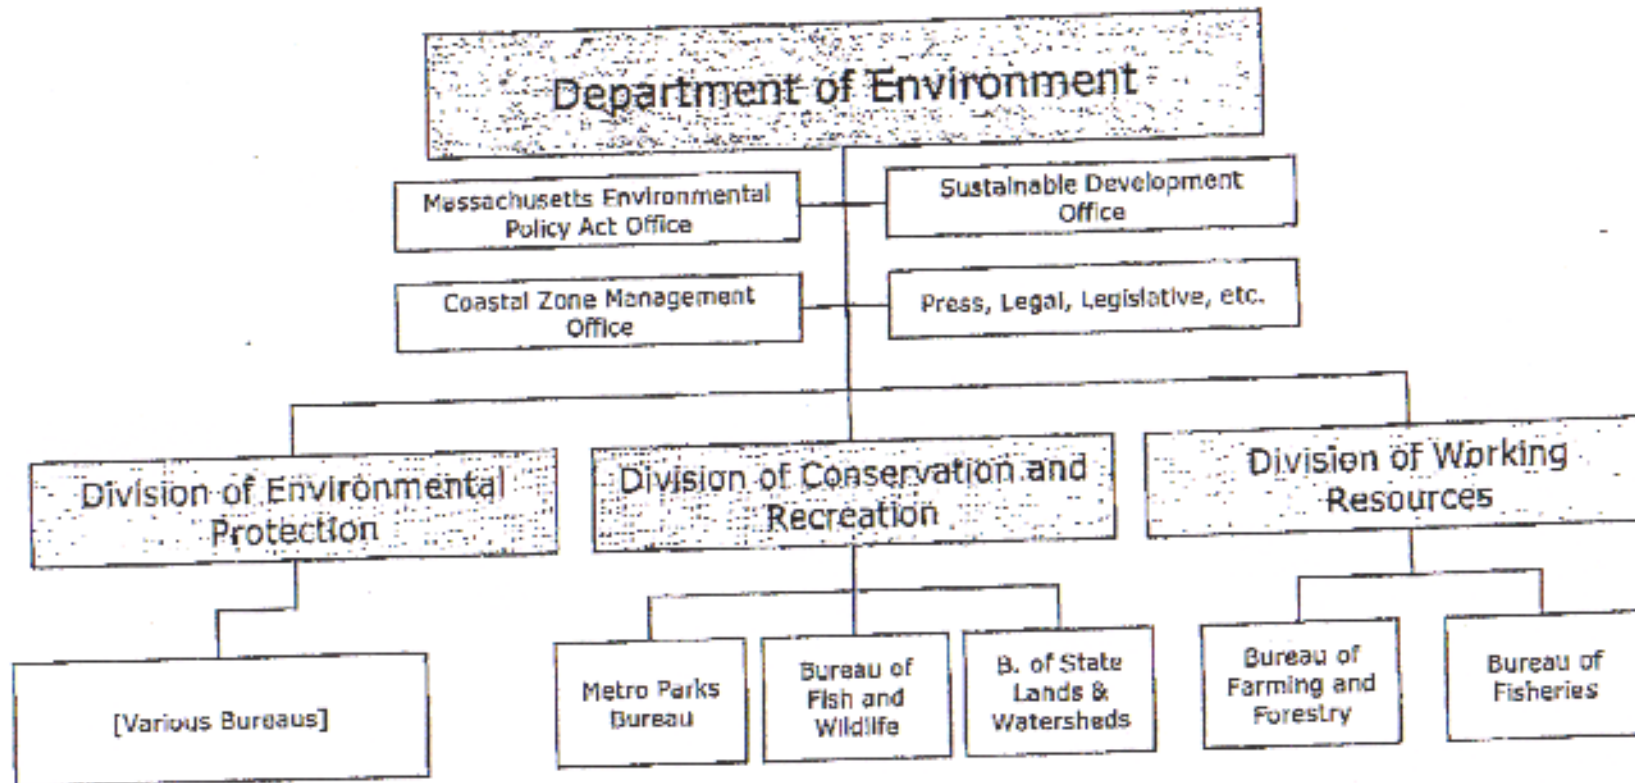 Department of Environment
Massachusetts Environmental
Policy Act Office
Sustainable Development
Office
Coastal Zone Management
Office
Press, Legal, Legislative, etc.
Division of Environmental
Protection
Division of Conservation and
Recreation
Division of Working
Resources
[Various Bureaus]
Metro Parks
Bureau
Bureau of
Fish and
Wildlife
B. of State
Lands &
Watersheds
Bureau of
Farming and
Forestry
Bureau of
Fisheries